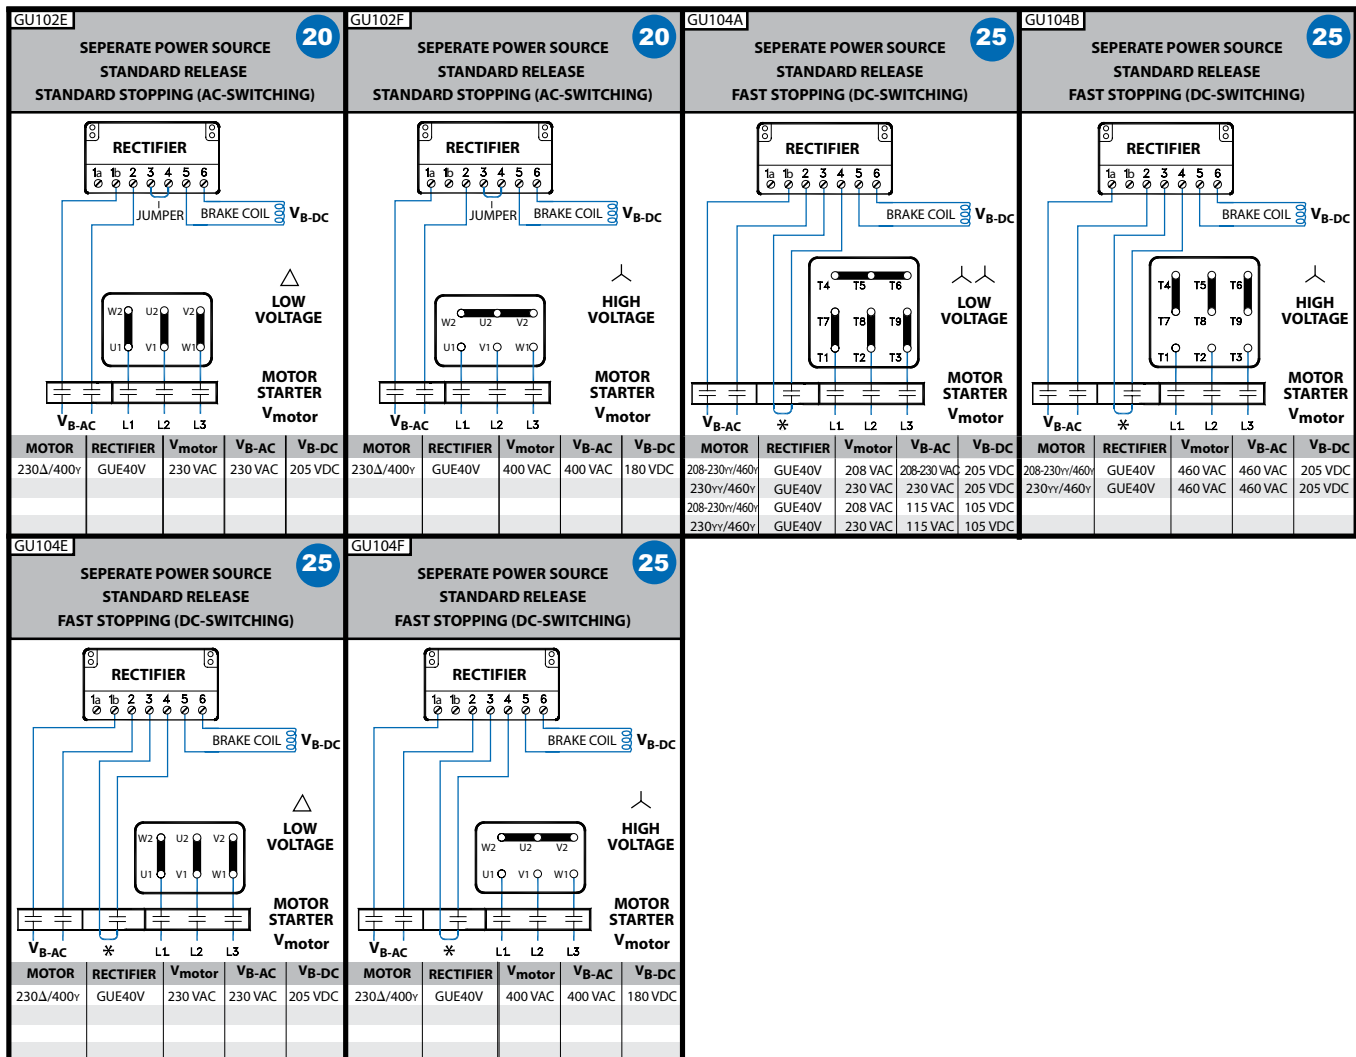 GU102E
20
SEPERATE POWER SOURCE
STANDARD RELEASE
STANDARD STOPPING (AC-SWITCHING)
RECTIFIER
1a 1b 2 3 4 5 6
JUMPER
BRAKE COIL
VB-DC
△
LOW
VOLTAGE
W2 U2 V2
U1 V1 W1
MOTOR
STARTER
Vmotor
VB-AC L1 L2 L3
MOTOR RECTIFIER Vmotor VB-AC VB-DC
230Δ/400Y GUE40V 230 VAC 230 VAC 205 VDC
GU102F
20
SEPERATE POWER SOURCE
STANDARD RELEASE
STANDARD STOPPING (AC-SWITCHING)
RECTIFIER
1a 1b 2 3 4 5 6
JUMPER
BRAKE COIL
VB-DC
HIGH
VOLTAGE
W2 U2 V2
U1 V1 W1
MOTOR
STARTER
Vmotor
VB-AC L1 L2 L3
MOTOR RECTIFIER Vmotor VB-AC VB-DC
230Δ/400Y GUE40V 400 VAC 400 VAC 180 VDC
GU104A
25
SEPERATE POWER SOURCE
STANDARD RELEASE
FAST STOPPING (DC-SWITCHING)
RECTIFIER
1a 1b 2 3 4 5 6
BRAKE COIL
VB-DC
T4 T5 T6
LOW
VOLTAGE
T7 T8 T9
T1 T2 T3
MOTOR
STARTER
Vmotor
VB-AC * L1 L2 L3
MOTOR RECTIFIER Vmotor VB-AC VB-DC
208-230YY/460Y GUE40V 208 VAC 208-230 VAC 205 VDC
230YY/460Y GUE40V 230 VAC 230 VAC 205 VDC
208-230YY/460Y GUE40V 208 VAC 115 VAC 105 VDC
230YY/460Y GUE40V 230 VAC 115 VAC 105 VDC
GU104B
25
SEPERATE POWER SOURCE
STANDARD RELEASE
FAST STOPPING (DC-SWITCHING)
RECTIFIER
1a 1b 2 3 4 5 6
BRAKE COIL
VB-DC
T4 T5 T6
HIGH
VOLTAGE
T7 T8 T9
T1 T2 T3
MOTOR
STARTER
Vmotor
VB-AC * L1 L2 L3
MOTOR RECTIFIER Vmotor VB-AC VB-DC
208-230YY/460Y GUE40V 460 VAC 460 VAC 205 VDC
230YY/460Y GUE40V 460 VAC 460 VAC 205 VDC
GU104E
25
SEPERATE POWER SOURCE
STANDARD RELEASE
FAST STOPPING (DC-SWITCHING)
RECTIFIER
1a 1b 2 3 4 5 6
BRAKE COIL
VB-DC
△
LOW
VOLTAGE
W2 U2 V2
U1 V1 W1
MOTOR
STARTER
Vmotor
VB-AC * L1 L2 L3
MOTOR RECTIFIER Vmotor VB-AC VB-DC
230Δ/400Y GUE40V 230 VAC 230 VAC 205 VDC
GU104F
25
SEPERATE POWER SOURCE
STANDARD RELEASE
FAST STOPPING (DC-SWITCHING)
RECTIFIER
1a 1b 2 3 4 5 6
BRAKE COIL
VB-DC
HIGH
VOLTAGE
W2 U2 V2
U1 V1 W1
MOTOR
STARTER
Vmotor
VB-AC * L1 L2 L3
MOTOR RECTIFIER Vmotor VB-AC VB-DC
230Δ/400Y GUE40V 400 VAC 400 VAC 180 VDC